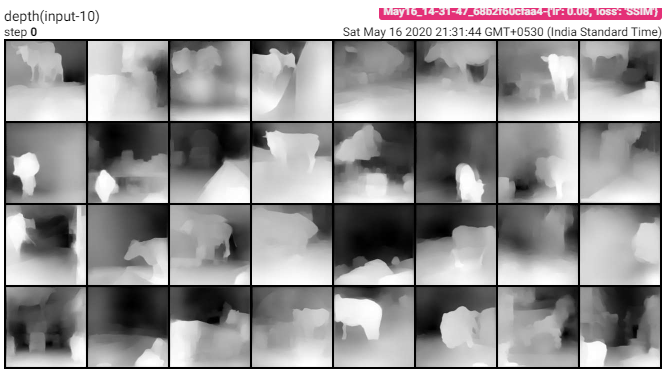 depth(input-10)
May16_14-31-47_68b2f60cfaa4-{'lr': 0.08, 'loss': 'SSIM'}
step 0
Sat May 16 2020 21:31:44 GMT+0530 (India Standard Time)